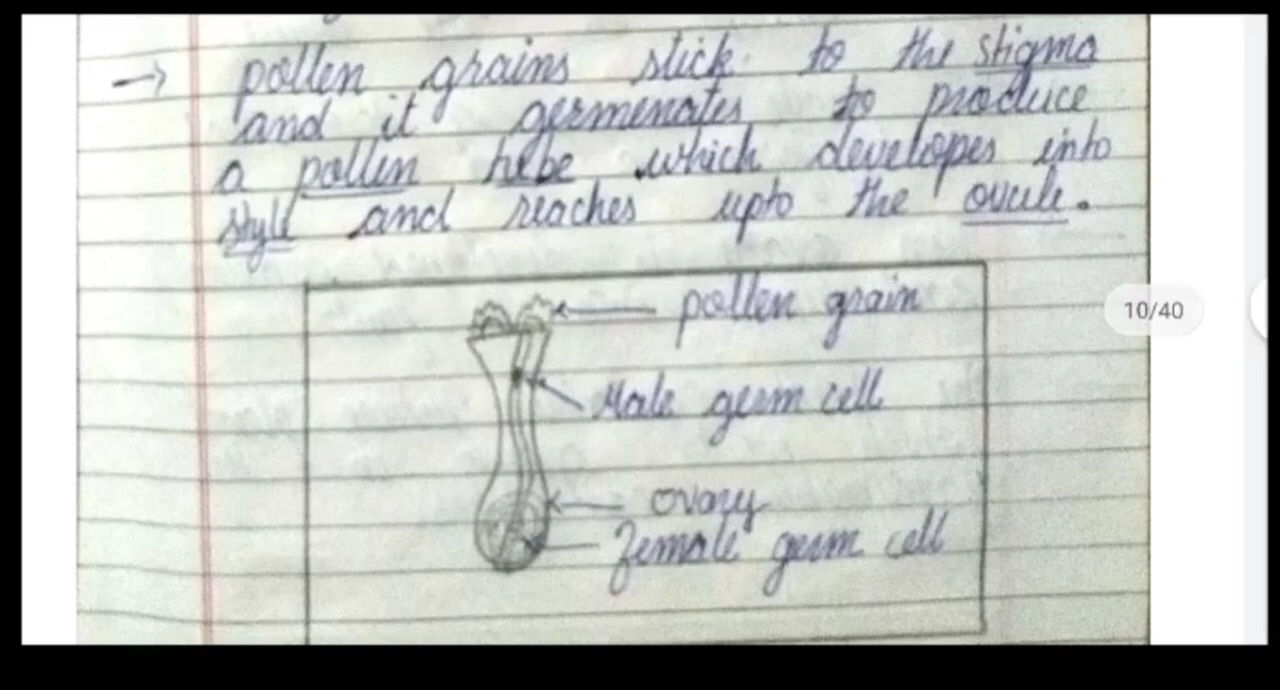 → pollen grains stick to the stigma
and it germenates to produce
a pollen tube which developes into
style and reaches upto the ovule.
pollen grain
Male germ cell
ovary
Female germ cell
10/40